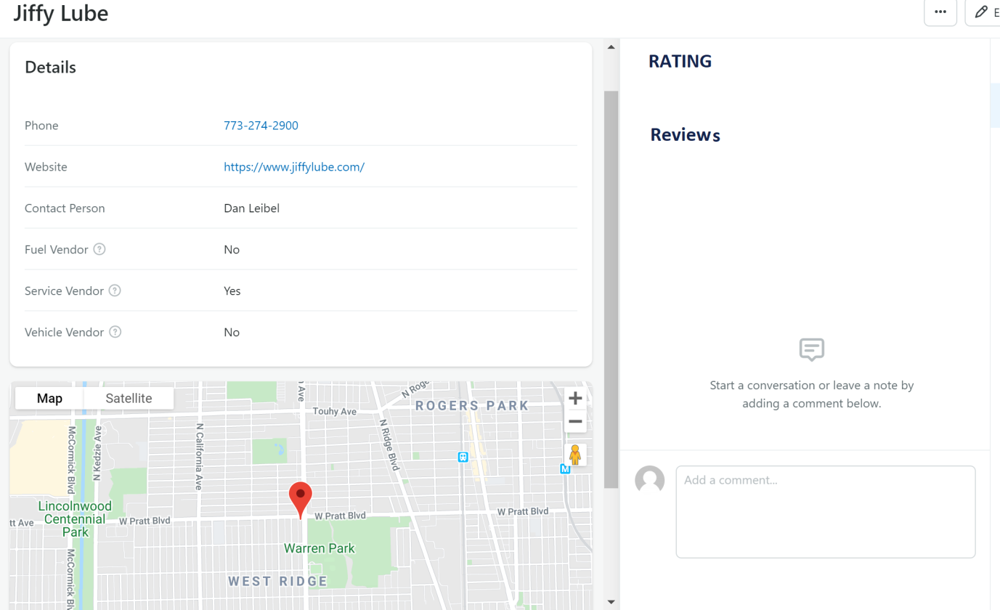 Jiffy Lube
E
Details
Phone 773-274-2900
Website https://www.jiffylube.com/
Contact Person Dan Leibel
Fuel Vendor ? No
Service Vendor ? Yes
Vehicle Vendor ? No
Map Satellite
Ave
N Roge
ROGERS PARK
Touhy Ave
N Ridge Blvd
N California Ave
N Kedzie Ave
McCormick Blvd
M
Lincolnwood
Centennial
Park
tt Ave
W Pratt Blvd
W Pratt Blvd
W Pratt Blvd
Warren Park
McCormick Blv
WEST RIDGE
RATING
Reviews
Start a conversation or leave a note by
adding a comment below.
Add a comment...